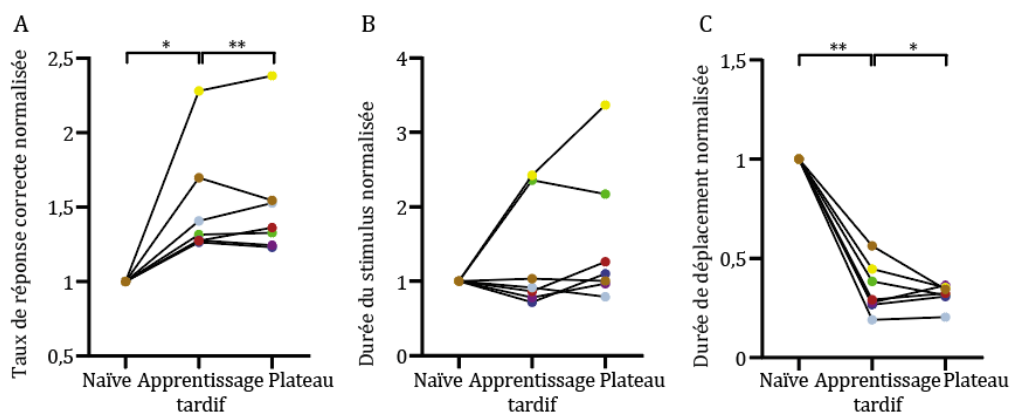 A
Taux de réponse correcte normalisée
* **
2,5
2
1,5
1
0,5
Naïve Apprentissage Plateau
tardif
B
Durée du stimulus normalisée
4
3
2
1
0
Naïve Apprentissage Plateau
tardif
C
Durée de déplacement normalisée
** *
1,5
1
0,5
0
Naïve Apprentissage Plateau
tardif